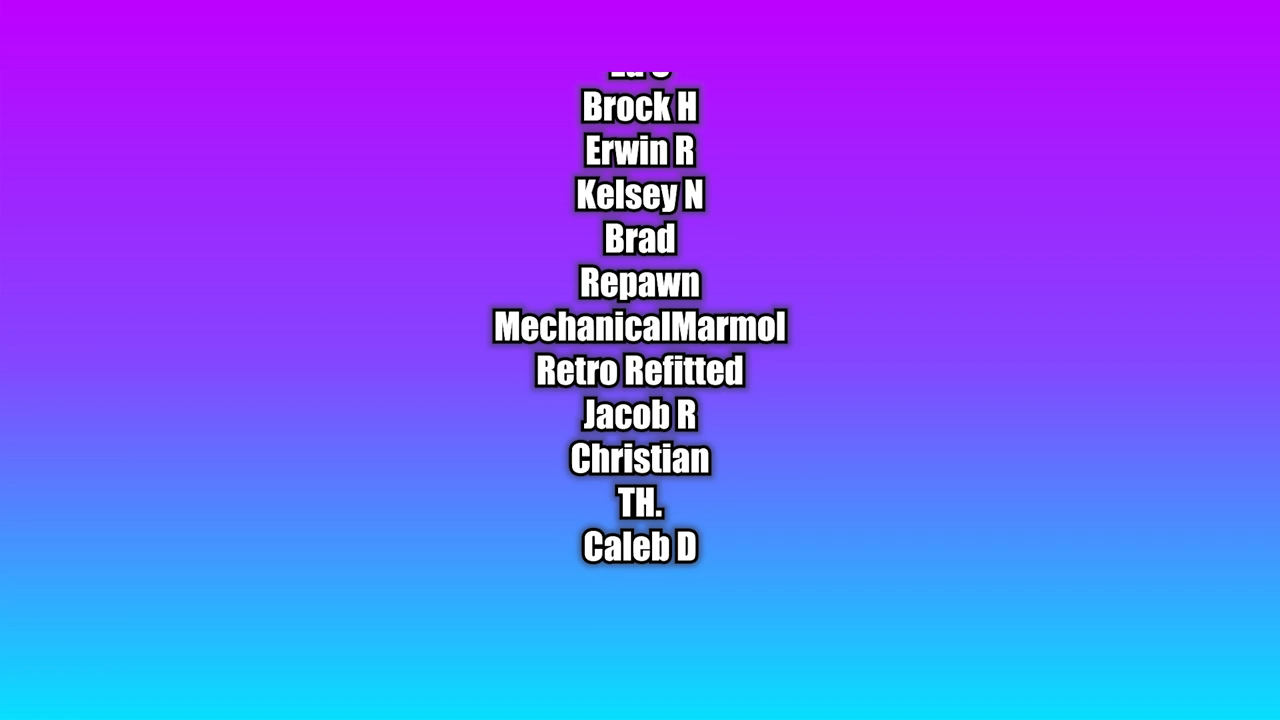 Brock H
Erwin R
Kelsey N
Brad
Repawn
MechanicalMarmol
Retro Refitted
Jacob R
Christian
TH.
Caleb D